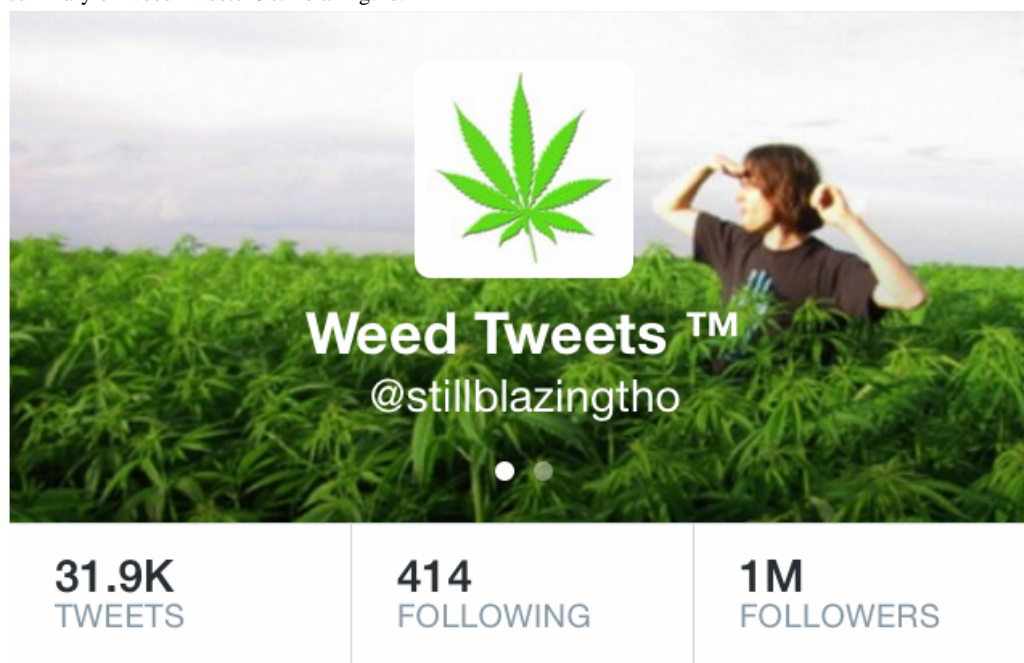 Weed Tweets ™
@stillblazingtho
31.9K 414 1M
TWEETS FOLLOWING FOLLOWERS